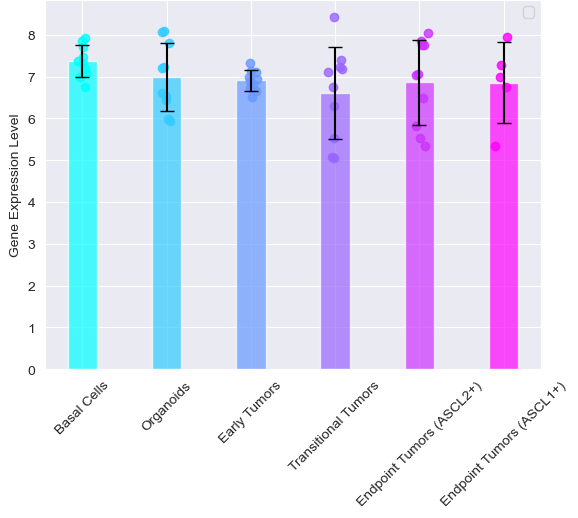 Gene Expression Level
8
7
6
5
4
3
2
1
0
Basal Cells
Organoids
Early Tumors
Transitional Tumors
Endpoint Tumors (ASCL2+)
Endpoint Tumors (ASCL1+)